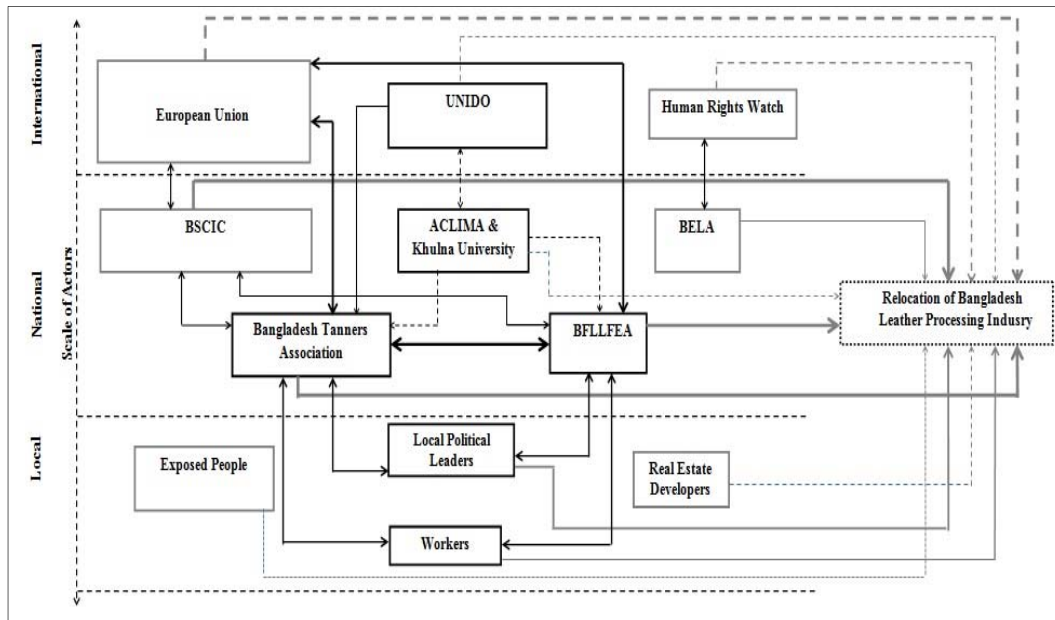 International
European Union
UNIDO
Human Rights Watch
Scale of Actors
National
BSCIC
ACLIMA &
Khulna University
BELA
Relocation of Bangladesh
Leather Processing Indusry
Bangladesh Tanners
Association
BFLLFEA
Local
Exposed People
Local Political
Leaders
Real Estate
Developers
Workers